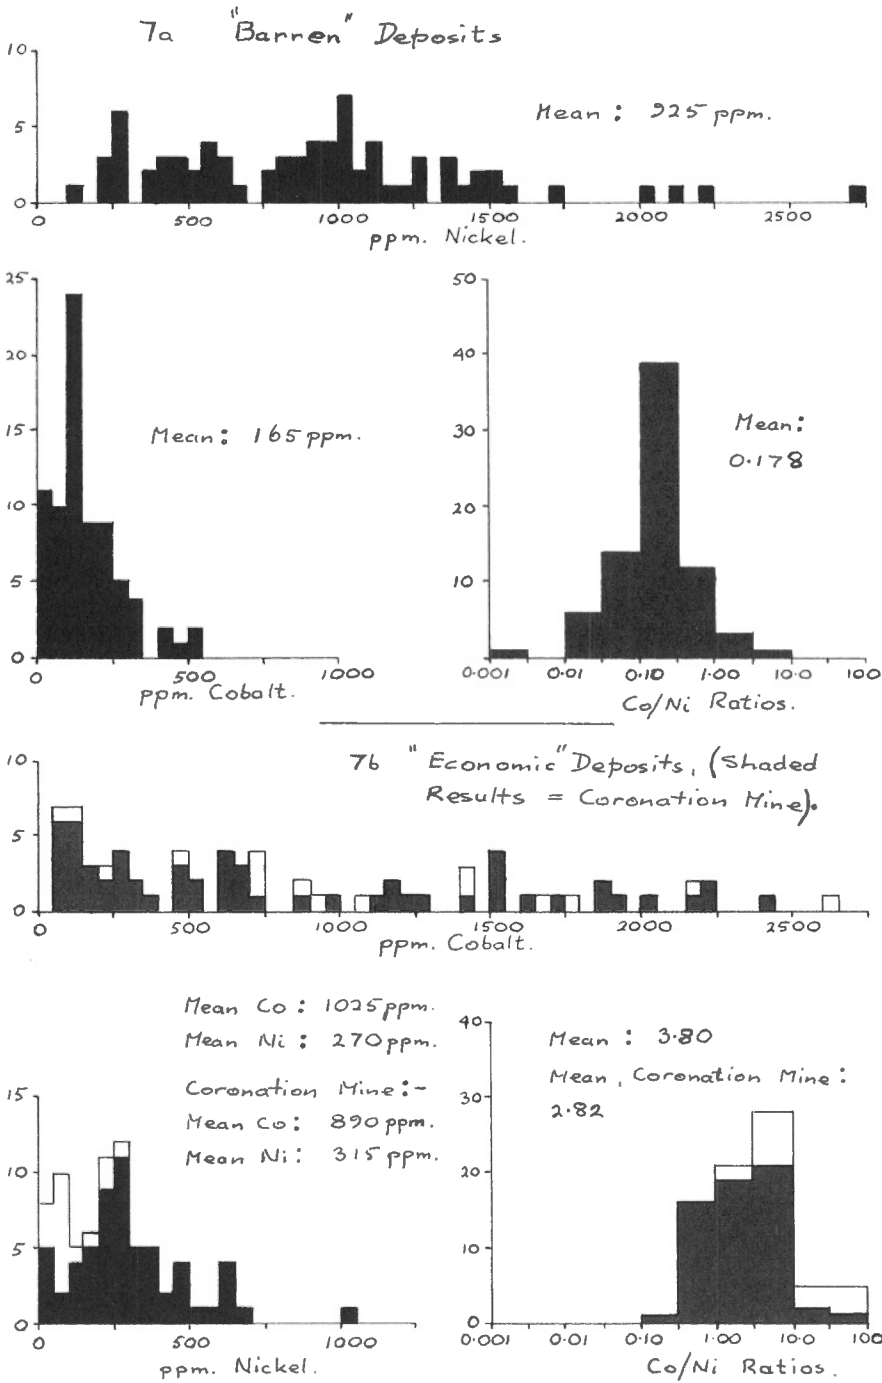 7a "Barren" Deposits
10
5
0
Mean : 925 ppm.
0 500 1000 1500 2000 2500
ppm. Nickel.
25
20
15
10
5
0
Mean : 165 ppm.
0 500 1000
ppm. Cobalt.
50
40
30
20
10
Mean :
0.178
0.001 0.01 0.10 1.00 10.0 100
Co/Ni Ratios.
7b "Economic" Deposits, (Shaded
Results = Coronation Mine).
10
5
0
0 500 1000 1500 2000 2500
ppm. Cobalt.
Mean Co : 1025 ppm.
Mean Ni : 270 ppm.
Coronation Mine :-
Mean Co : 890 ppm.
Mean Ni : 315 ppm.
15
10
5
0
0 500 1000
ppm. Nickel.
40
30
20
10
0
Mean : 3.80
Mean, Coronation Mine :
2.82
0.001 0.01 0.10 1.00 10.0 100
Co/Ni Ratios.